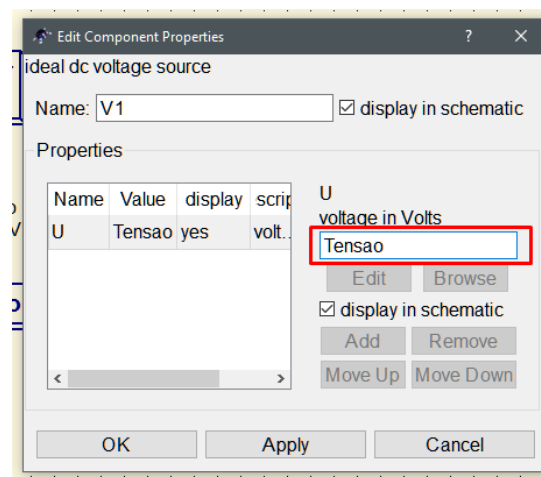 Edit Component Properties ? ×
ideal dc voltage source
Name: V1 display in schematic
Properties
Name Value display scrip
U Tensao yes volt..
U
voltage in Volts
Tensao
Edit Browse
display in schematic
Add Remove
Move Up Move Down
OK Apply Cancel